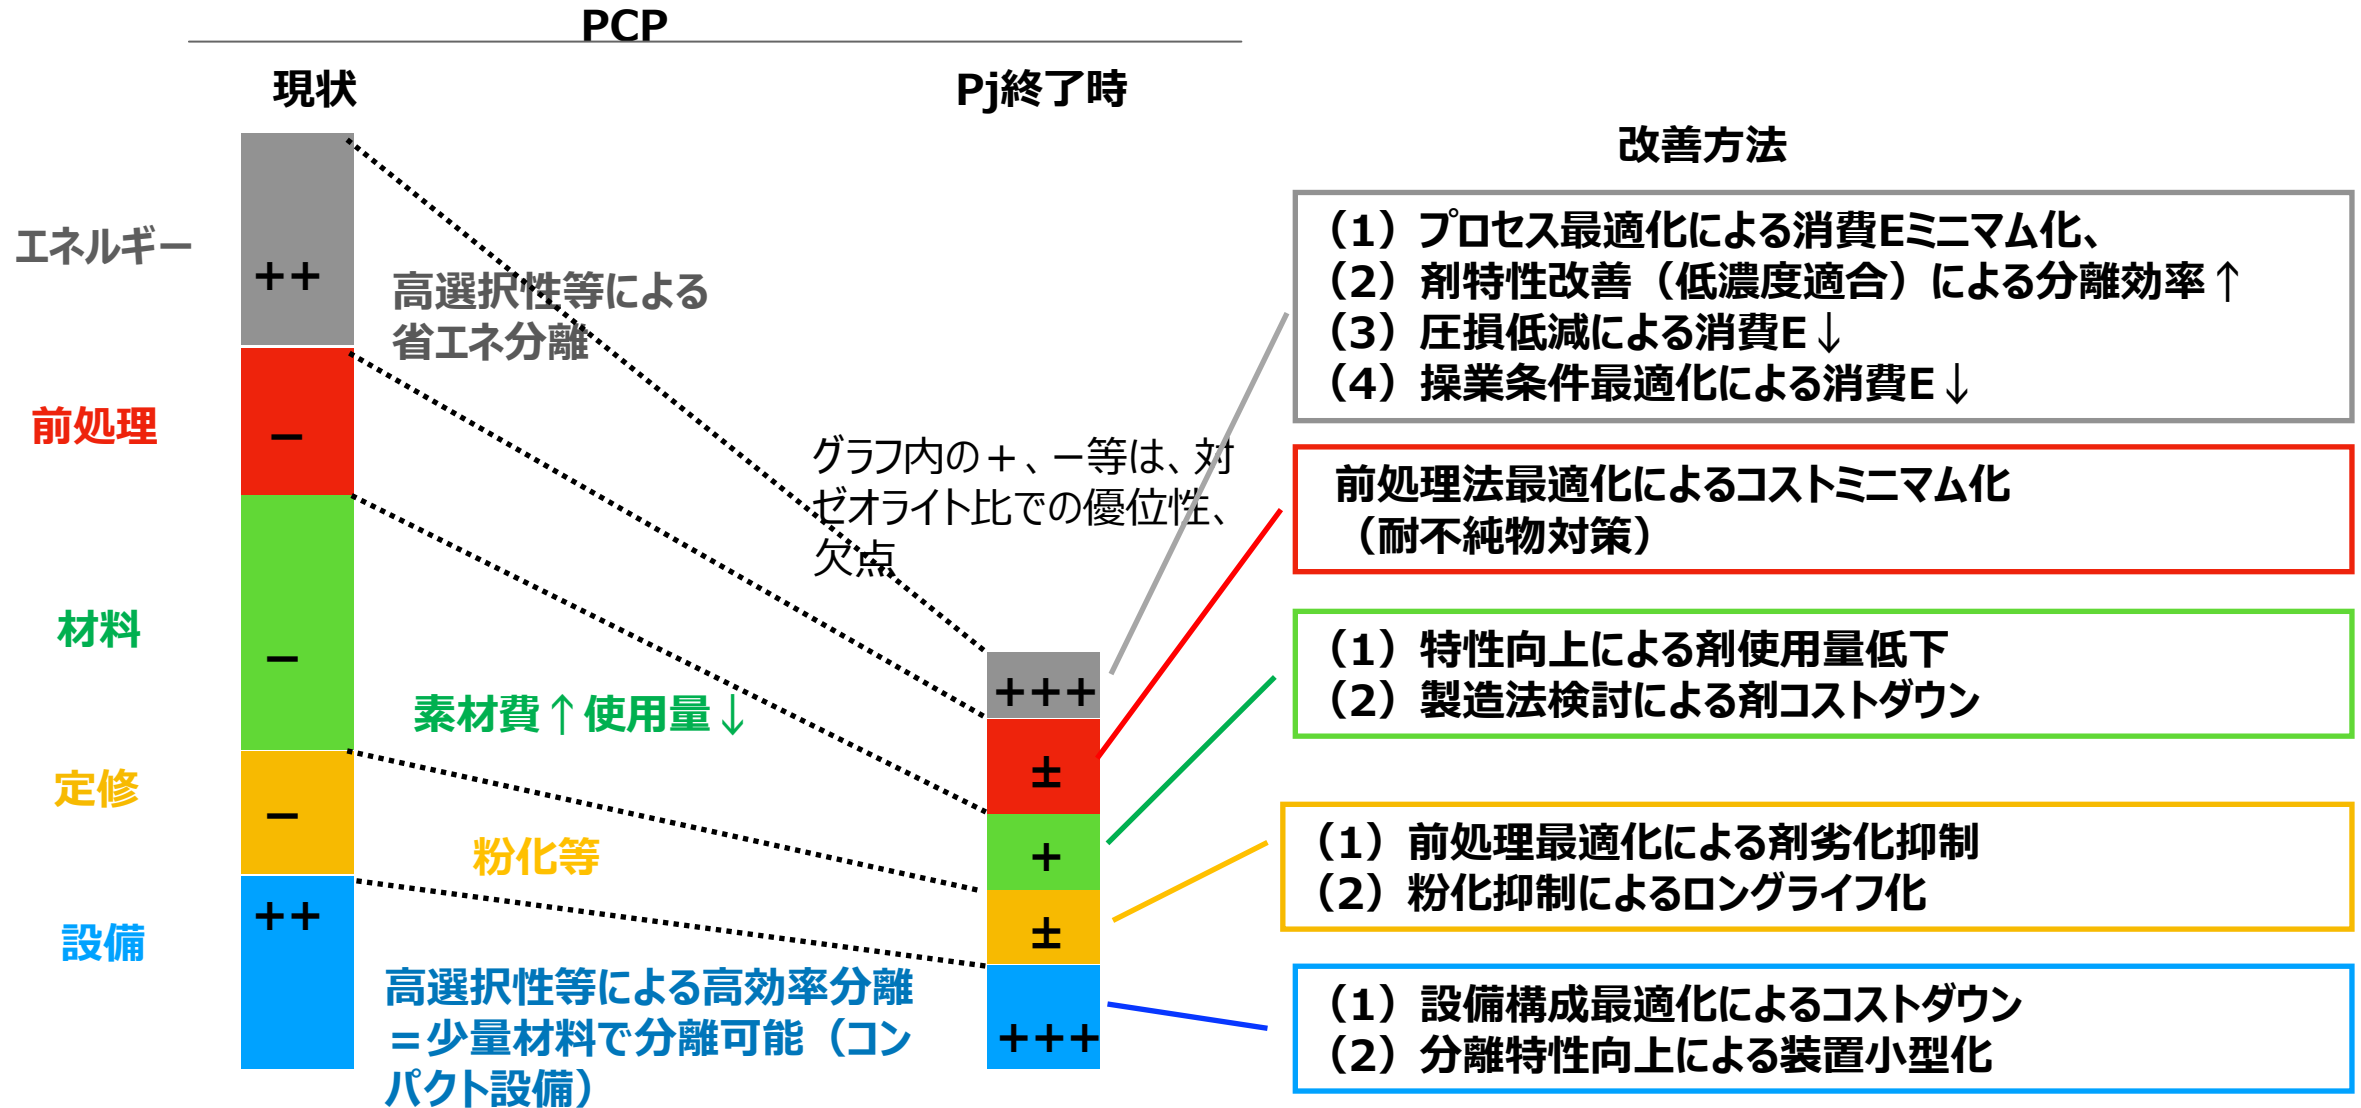 PCP
現状
Pj終了時
改善方法
エネルギー
++
高選択性等による
省エネ分離
前処理
－
材料
－
素材費↑使用量↓
定修
－
粉化等
設備
++
高選択性等による高効率分離
＝少量材料で分離可能（コン
パクト設備）
グラフ内の＋、－等は、対
ゼオライト比での優位性、
欠点
+++
±
+
±
+++
（1）プロセス最適化による消費Eミニマム化、
（2）剤特性改善（低濃度適合）による分離効率↑
（3）圧損低減による消費E↓
（4）操業条件最適化による消費E↓
前処理法最適化によるコストミニマム化
（耐不純物対策）
（1）特性向上による剤使用量低下
（2）製造法検討による剤コストダウン
（1）前処理最適化による剤劣化抑制
（2）粉化抑制によるロングライフ化
（1）設備構成最適化によるコストダウン
（2）分離特性向上による装置小型化